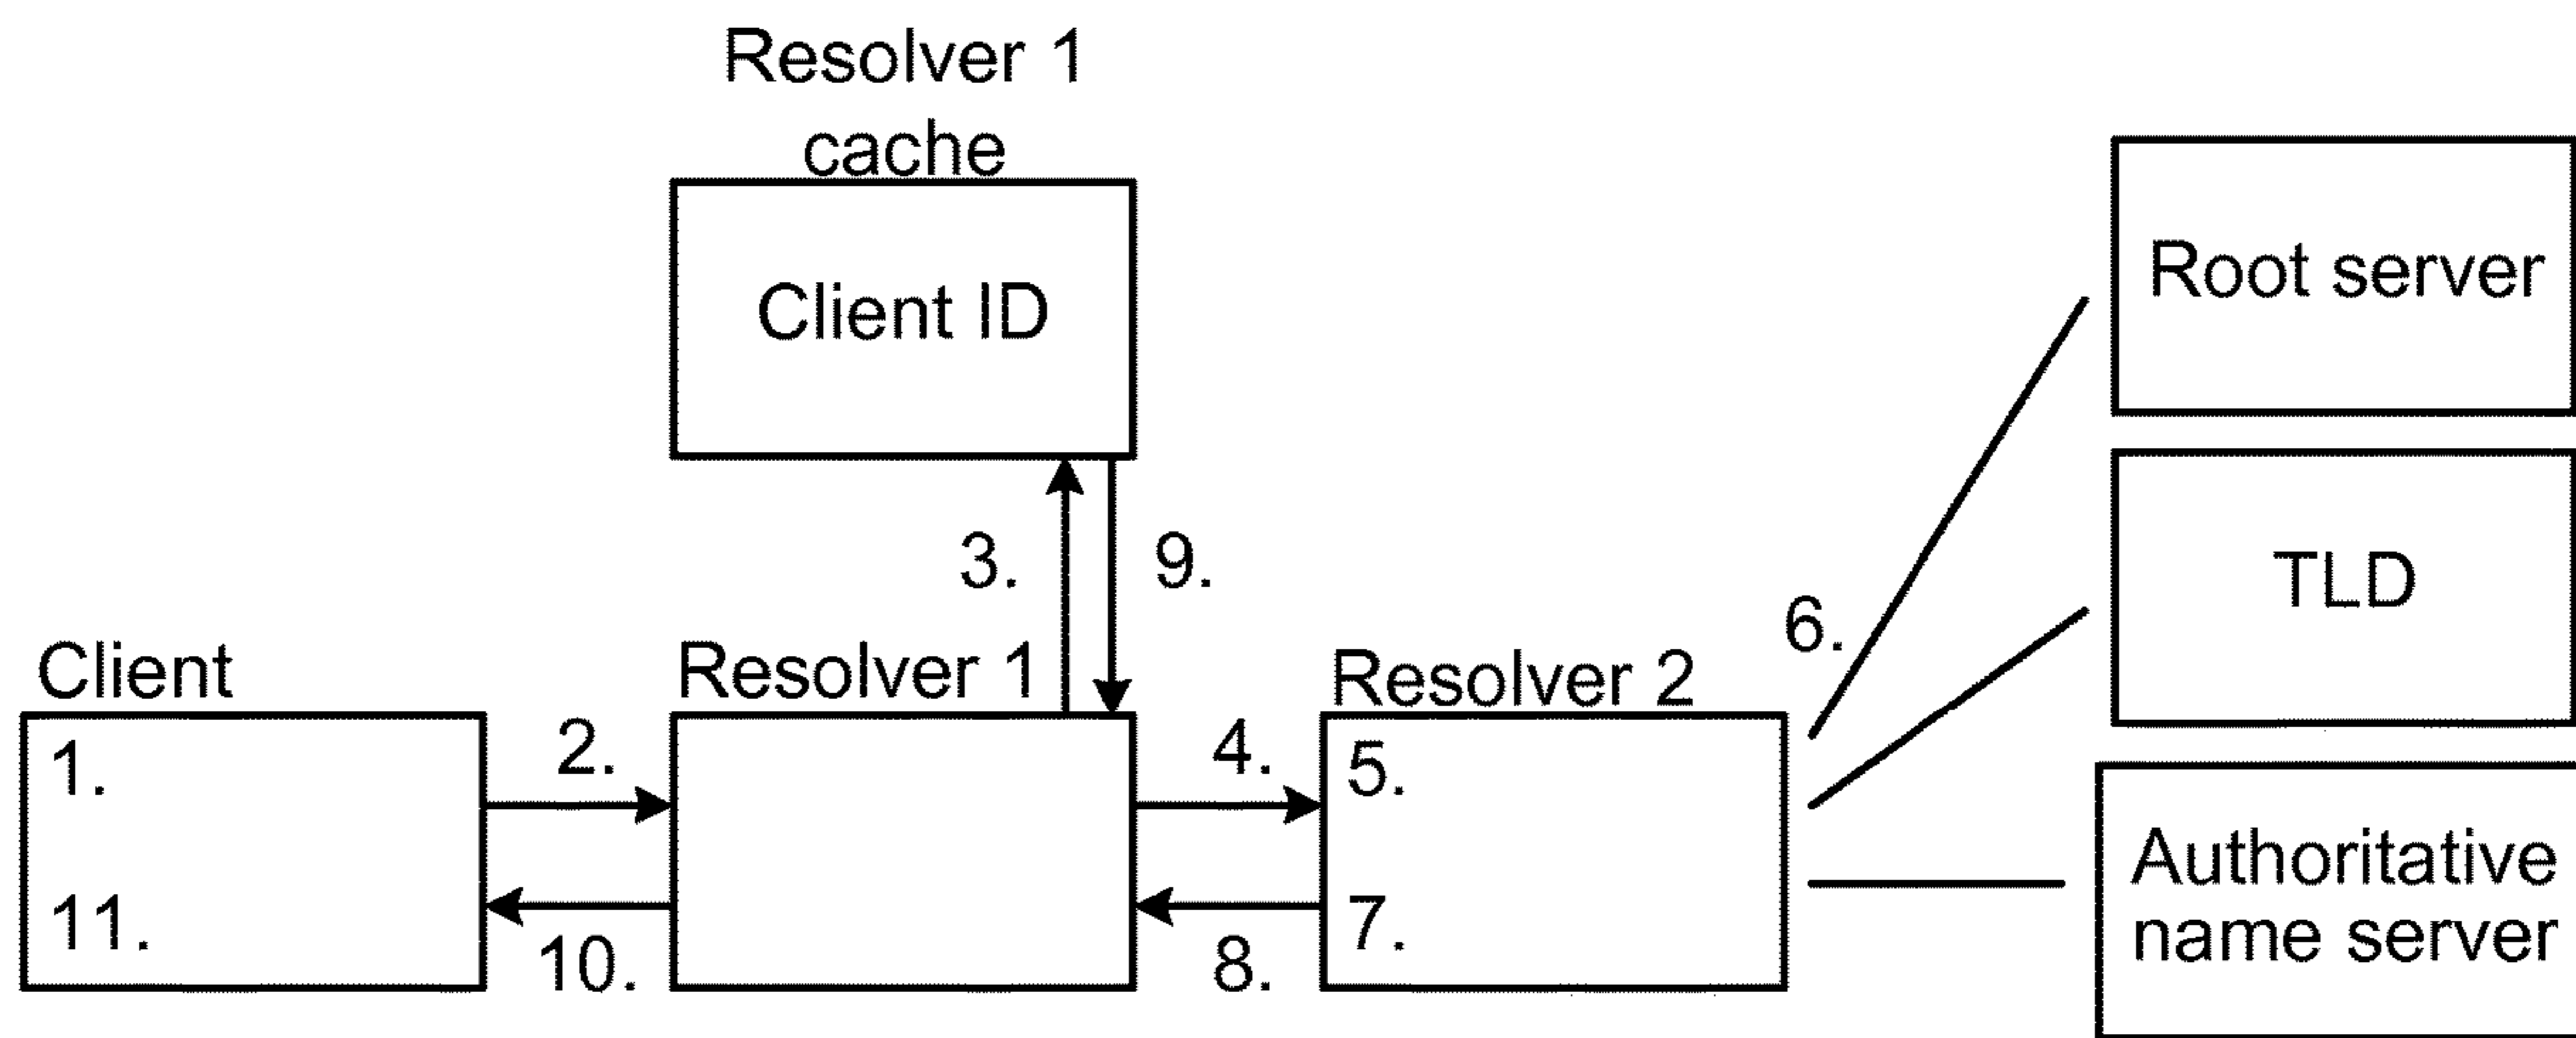 Resolver 1
cache
Client ID
Root server
3.
9.
TLD
6.
Client
Resolver 1
Resolver 2
1.
2.
4.
5.
11.
10.
8.
7.
Authoritative
name server